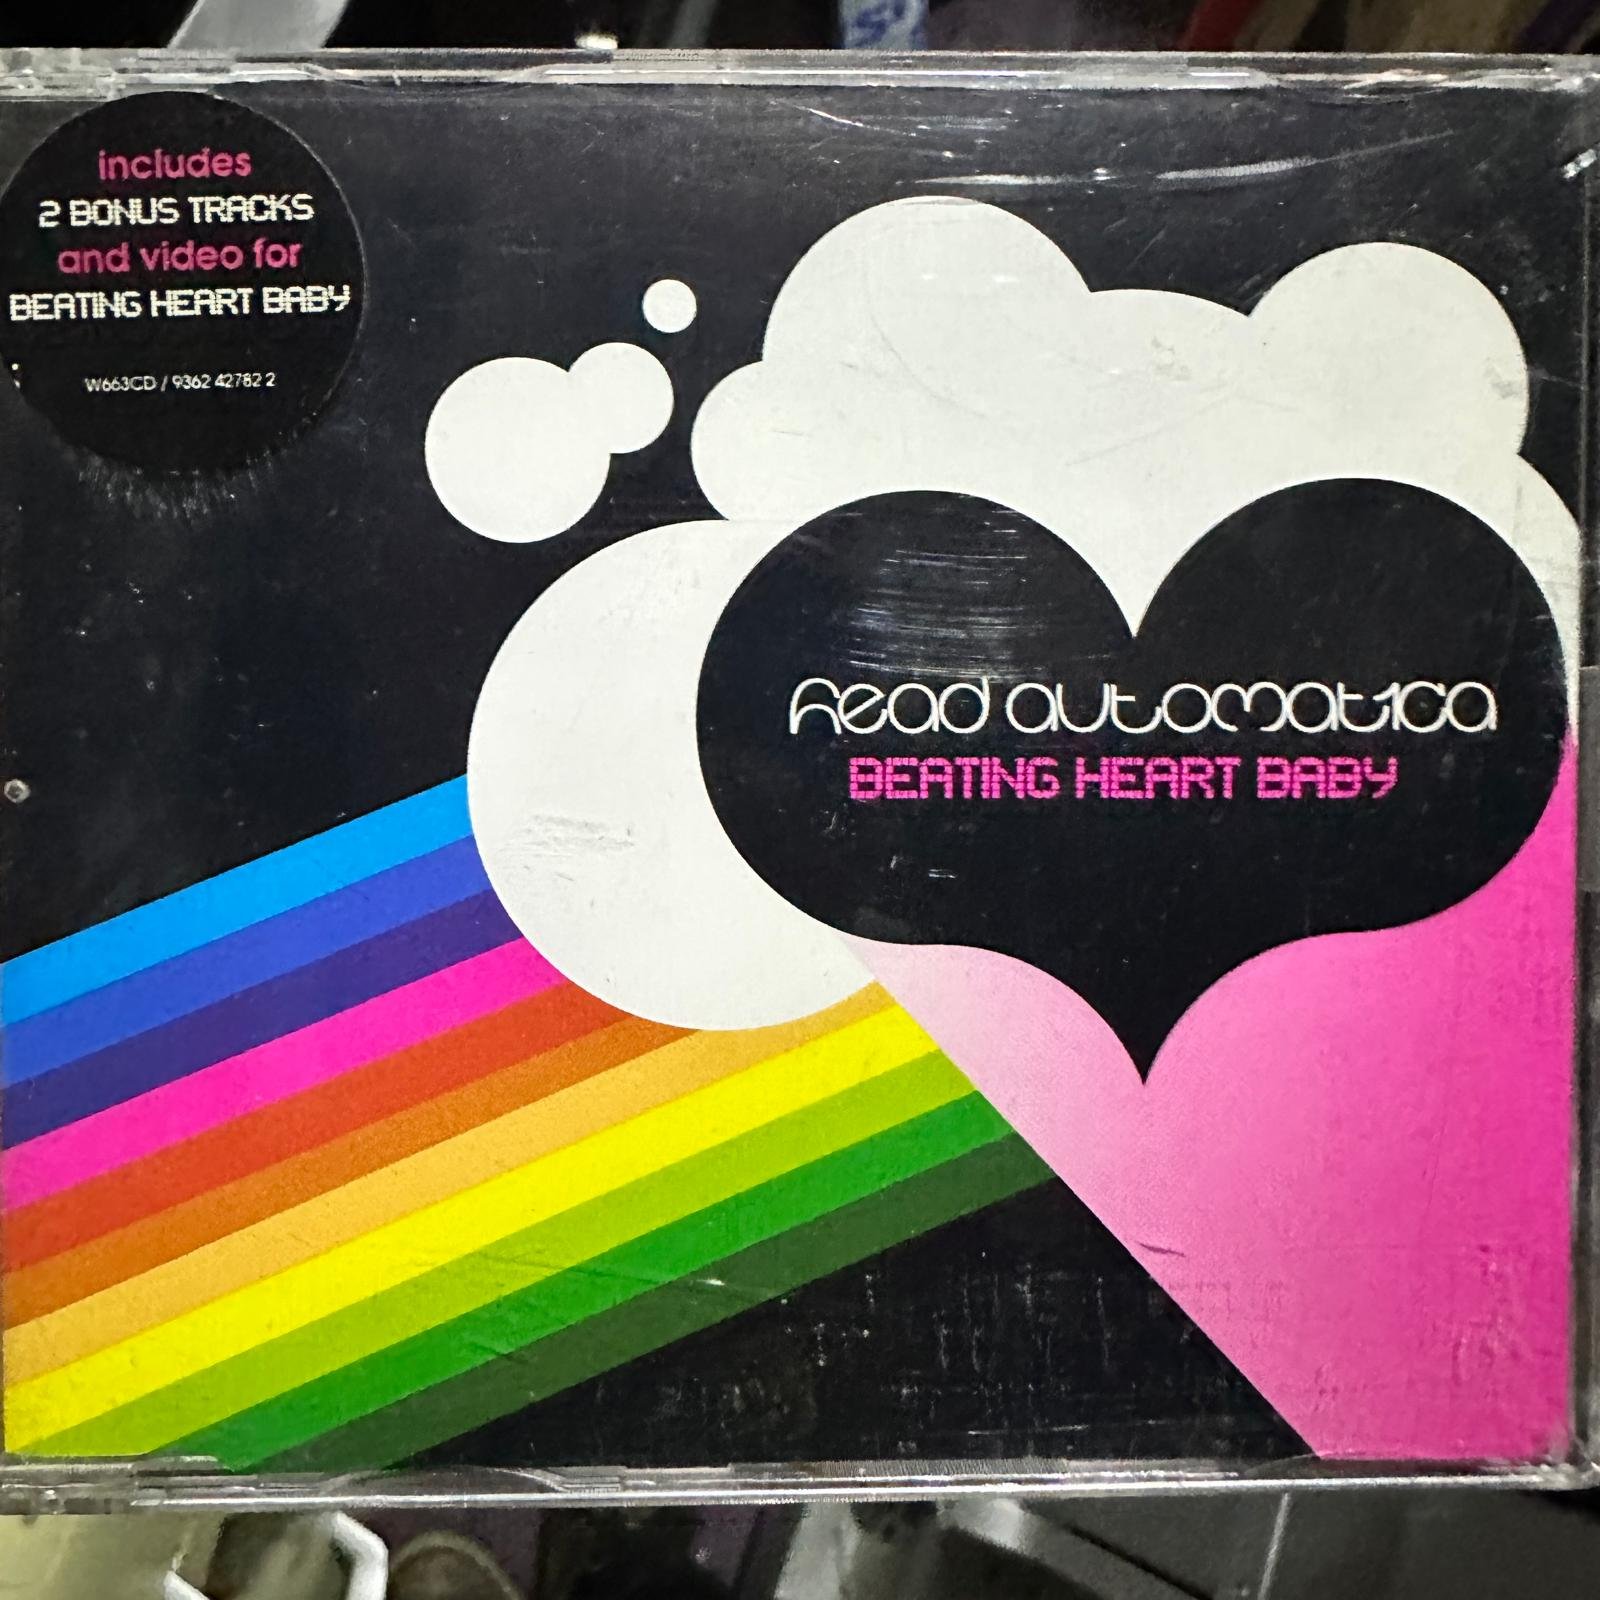 includes
2 BONUS TRACKS
and video for
BEATING HEART BABY
W663CD / 9362 42782 2
head automatica
BEATING HEART BABY